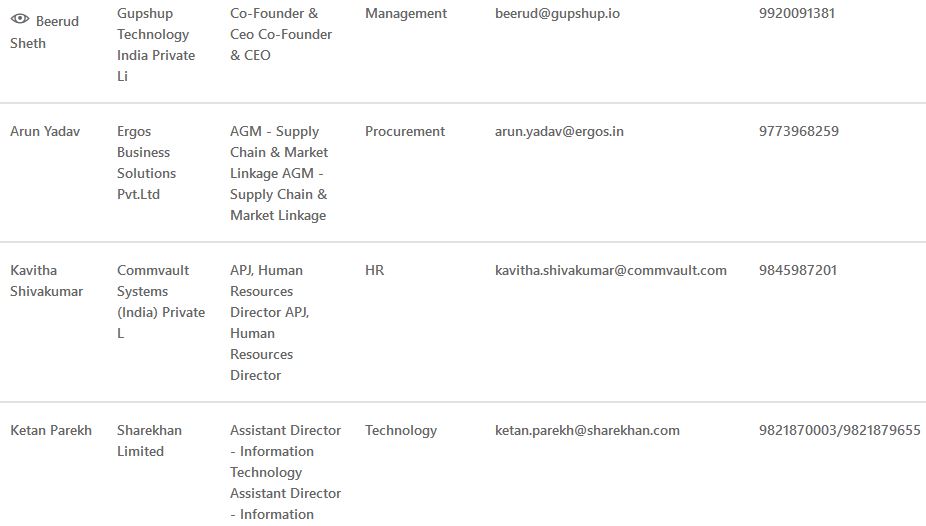 Beerud Sheth
Gupshup Technology India Private Li
Co-Founder & Ceo Co-Founder & CEO
Management
beerud@gupshup.io
9920091381
Arun Yadav
Ergos Business Solutions Pvt.Ltd
AGM - Supply Chain & Market Linkage AGM - Supply Chain & Market Linkage
Procurement
arun.yadav@ergos.in
9773968259
Kavitha Shivakumar
Commvault Systems (India) Private L
APJ, Human Resources Director APJ, Human Resources Director
HR
kavitha.shivakumar@commvault.com
9845987201
Ketan Parekh
Sharekhan Limited
Assistant Director - Information Technology Assistant Director - Information
Technology
ketan.parekh@sharekhan.com
9821870003/9821879655